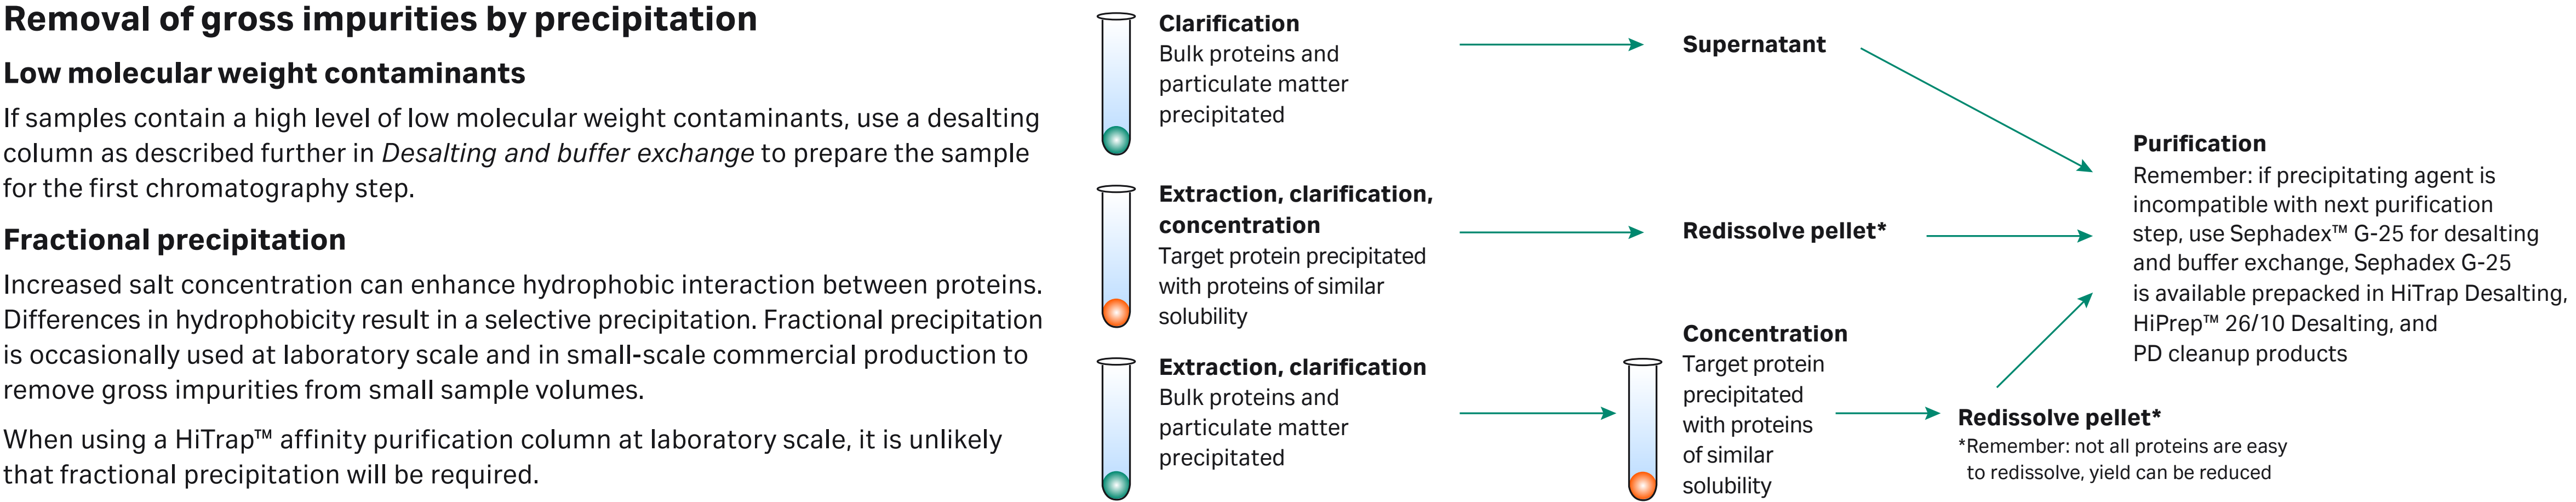 Removal of gross impurities by precipitation
Low molecular weight contaminants
If samples contain a high level of low molecular weight contaminants, use a desalting
column as described further in Desalting and buffer exchange to prepare the sample
for the first chromatography step.
Fractional precipitation
Increased salt concentration can enhance hydrophobic interaction between proteins.
Differences in hydrophobicity result in a selective precipitation. Fractional precipitation
is occasionally used at laboratory scale and in small-scale commercial production to
remove gross impurities from small sample volumes.
When using a HiTrap™ affinity purification column at laboratory scale, it is unlikely
that fractional precipitation will be required.
Clarification
Bulk proteins and
particulate matter
precipitated
Supernatant
Extraction, clarification,
concentration
Target protein precipitated
with proteins of similar
solubility
Redissolve pellet*
Extraction, clarification
Bulk proteins and
particulate matter
precipitated
Concentration
Target protein
precipitated
with proteins
of similar
solubility
Redissolve pellet*
*Remember: not all proteins are easy
to redissolve, yield can be reduced
Purification
Remember: if precipitating agent is
incompatible with next purification
step, use Sephadex™ G-25 for desalting
and buffer exchange, Sephadex G-25
is available prepacked in HiTrap Desalting,
HiPrep™ 26/10 Desalting, and
PD cleanup products